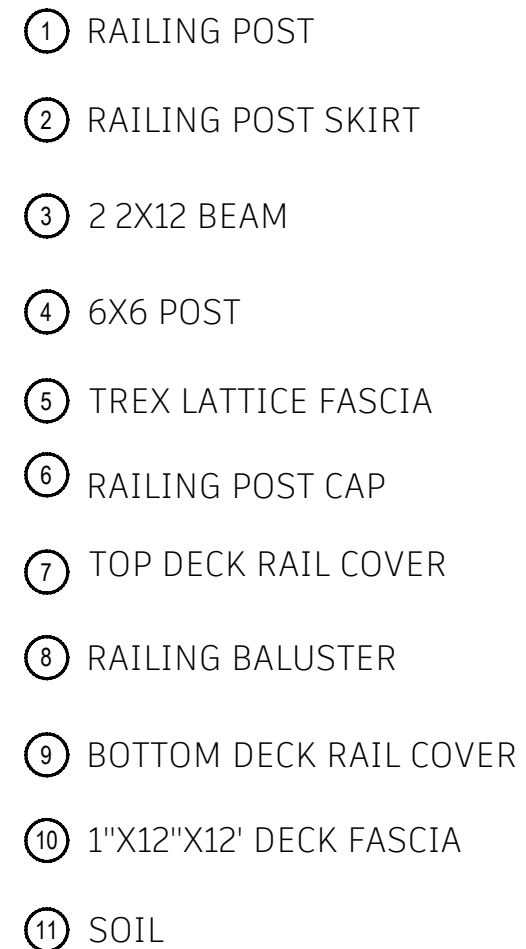 1 RAILING POST
2 RAILING POST SKIRT
3 2 2X12 BEAM
4 6X6 POST
5 TREX LATTICE FASCIA
6 RAILING POST CAP
7 TOP DECK RAIL COVER
8 RAILING BALUSTER
9 BOTTOM DECK RAIL COVER
10 1"X12"X12' DECK FASCIA
11 SOIL